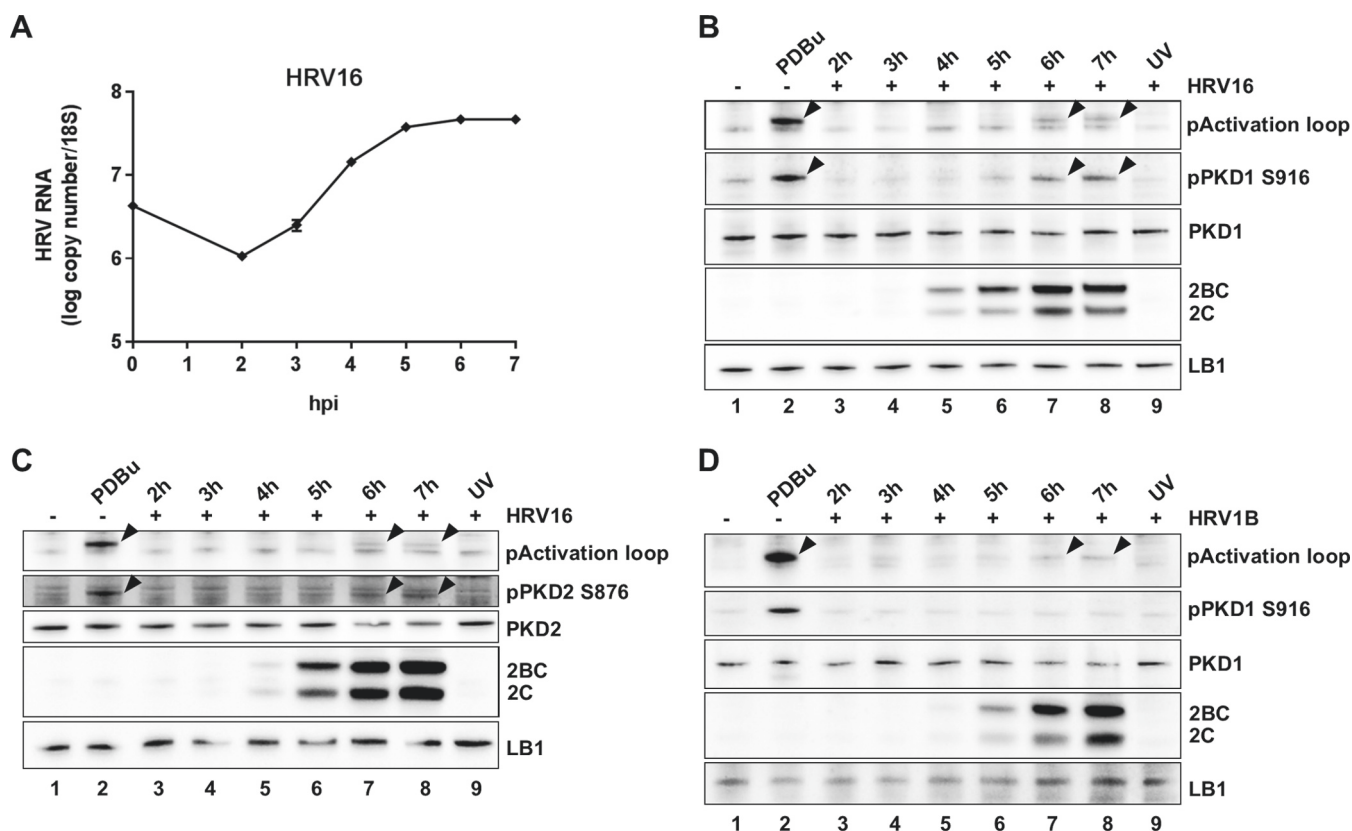 A
HRV16
HRV RNA
(log copy number/18S)
8
7
6
5
0 1 2 3 4 5 6 7
hpi
B
PDBu 2h 3h 4h 5h 6h 7h UV
- - + + + + + + + HRV16
pActivation loop
pPKD1 S916
PKD1
2BC
2C
LB1
1 2 3 4 5 6 7 8 9
C
PDBu 2h 3h 4h 5h 6h 7h UV
- - + + + + + + + HRV16
pActivation loop
pPKD2 S876
PKD2
2BC
2C
LB1
1 2 3 4 5 6 7 8 9
D
PDBu 2h 3h 4h 5h 6h 7h UV
- - + + + + + + + HRV1B
pActivation loop
pPKD1 S916
PKD1
2BC
2C
LB1
1 2 3 4 5 6 7 8 9